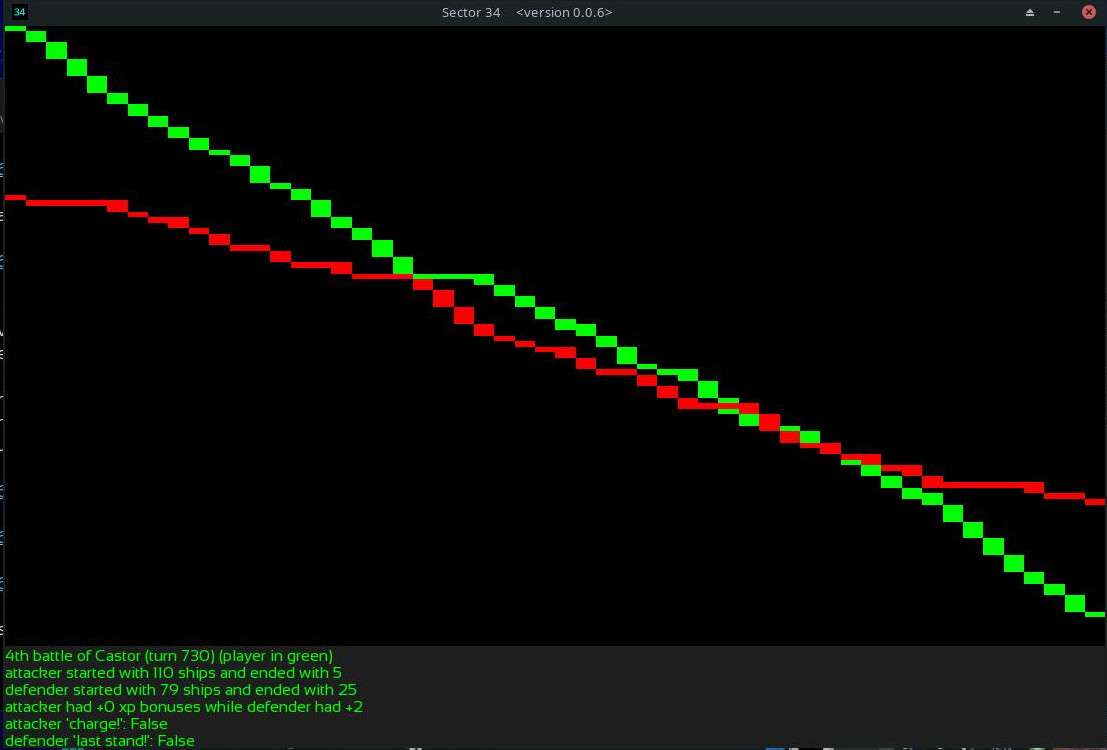 34
Sector 34 <version 0.0.6>
4th battle of Castor (turn 730) (player in green)
attacker started with 110 ships and ended with 5
defender started with 79 ships and ended with 25
attacker had +0 xp bonuses while defender had +2
attacker 'charge!': False
defender 'last stand!': False